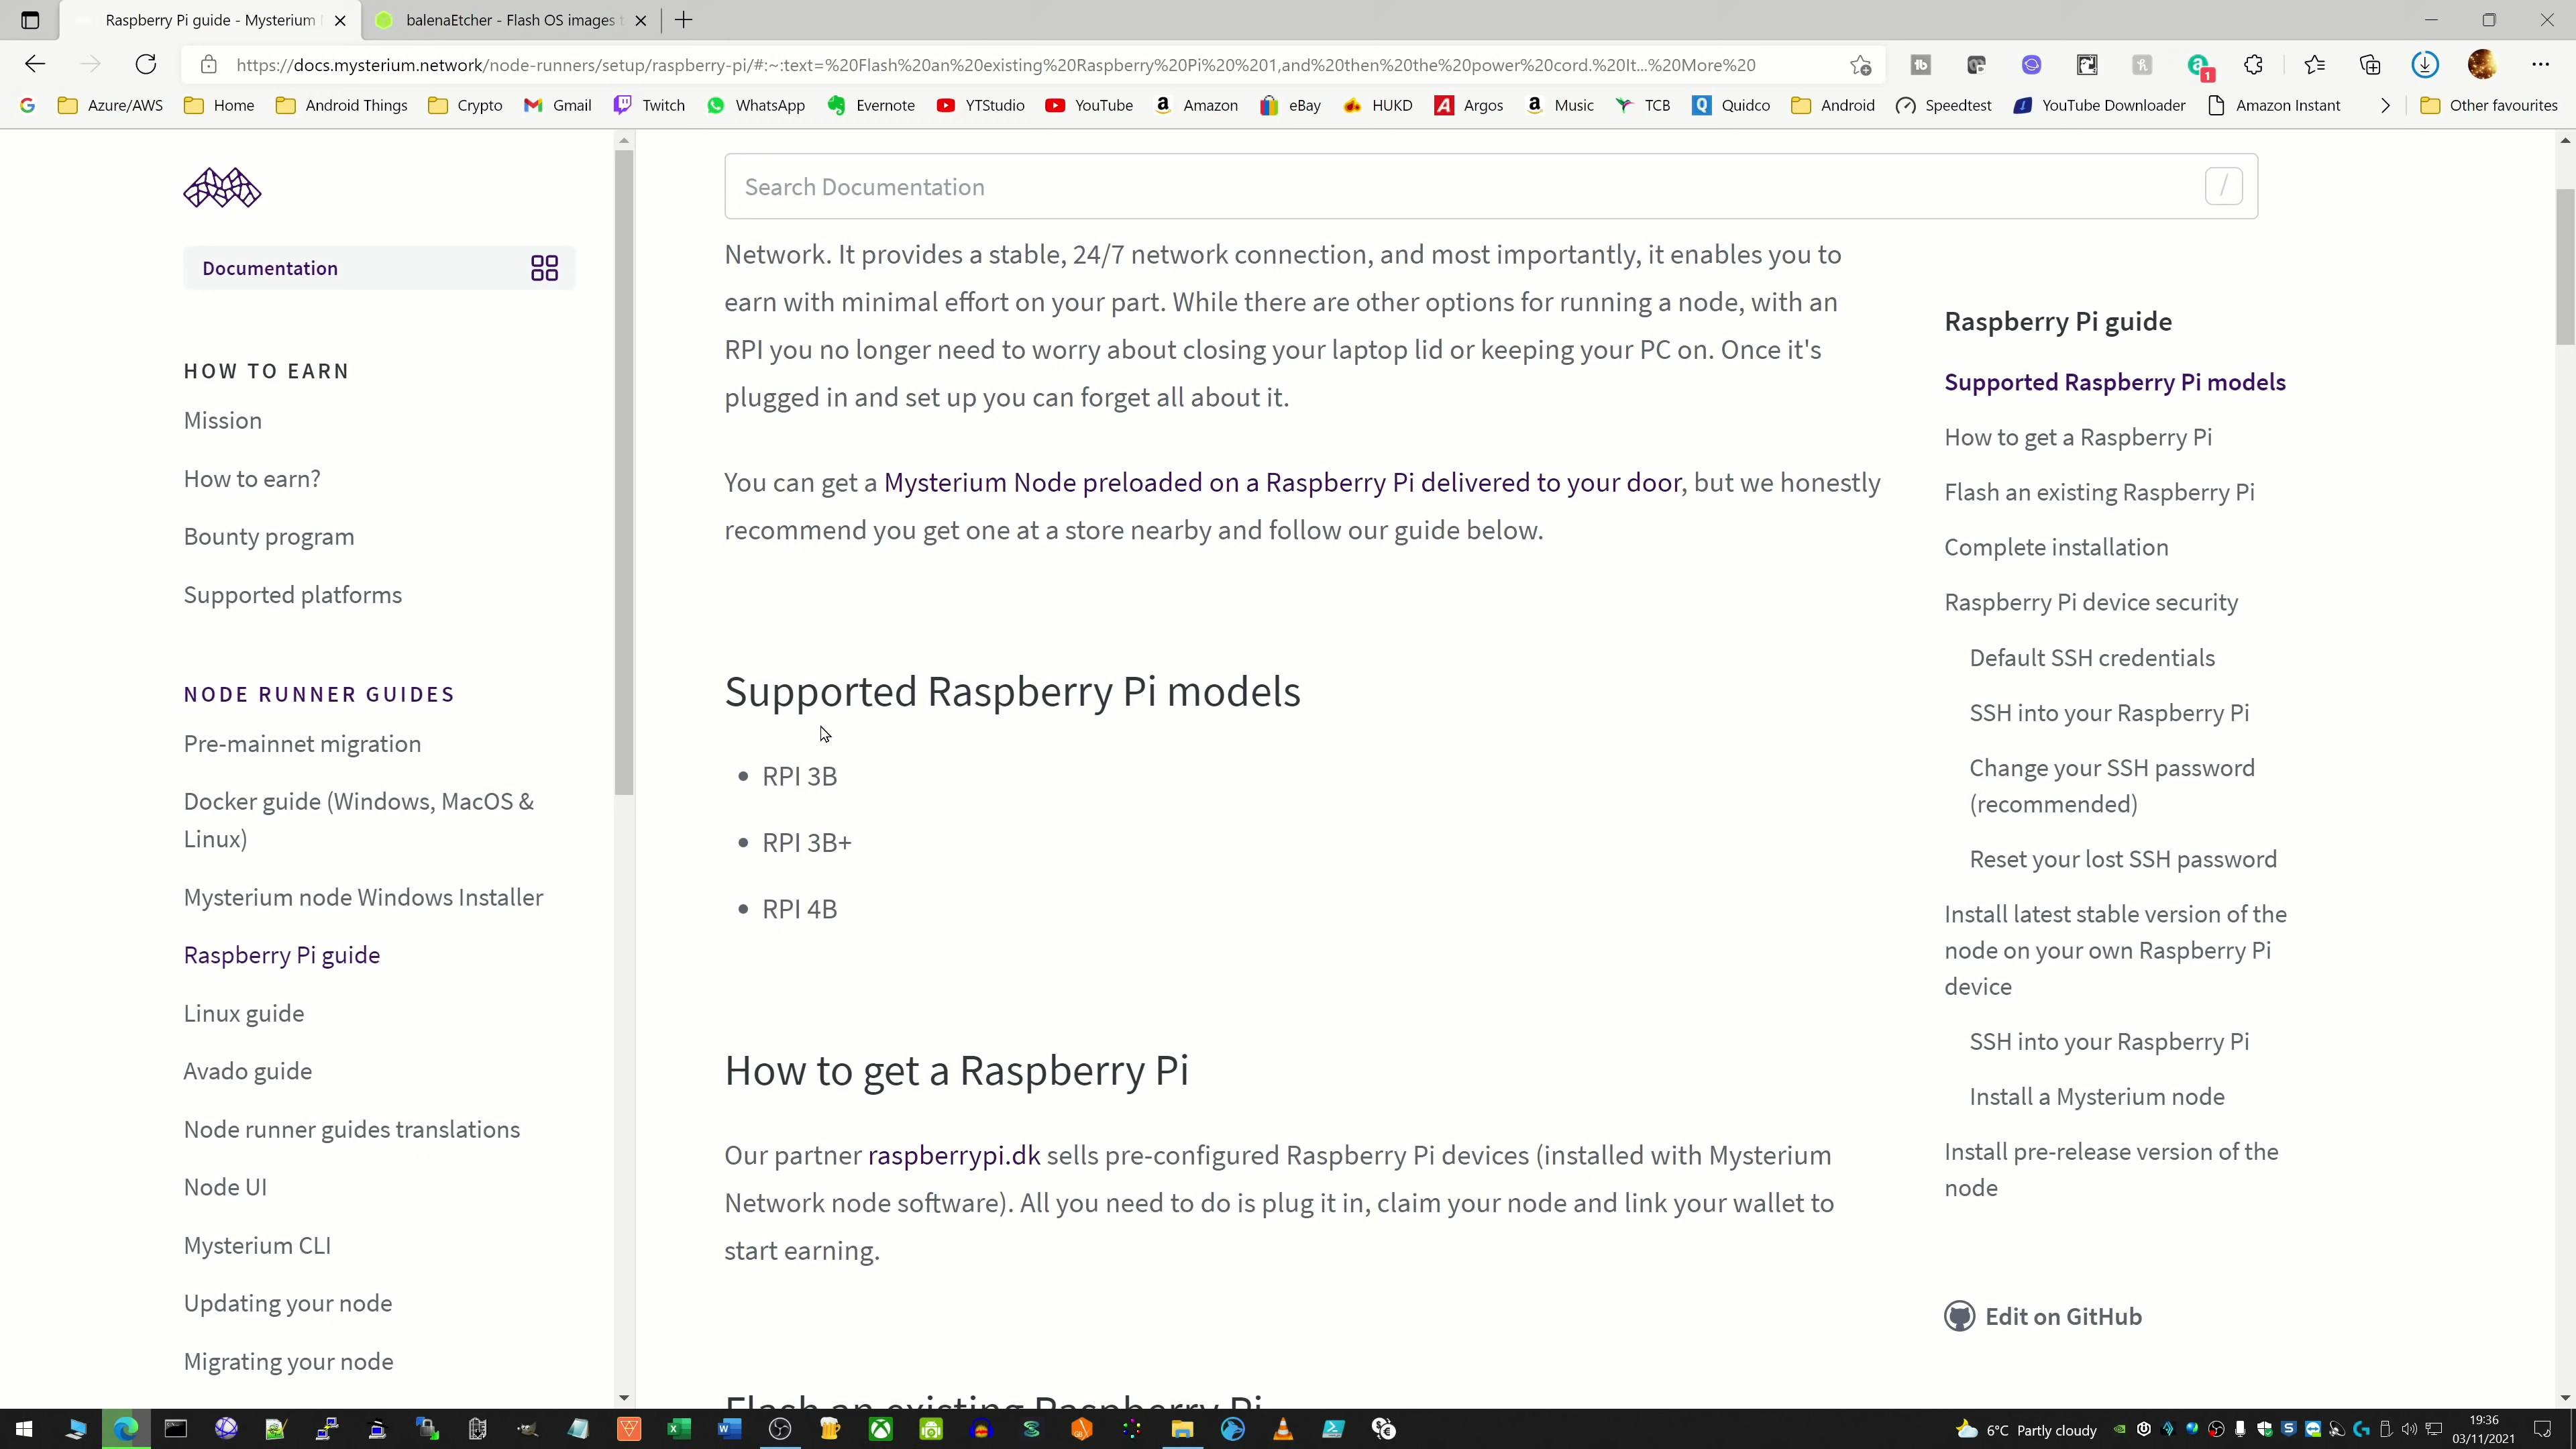 Raspberry Pi guide - Mysterium
balenaEtcher - Flash OS images
https://docs.mysterium.network/node-runners/setup/raspberry-pi/#:~:text=%20Flash%20an%20existing%20Raspberry%20Pi%20%201,and%20then%20the%20power%20cord.%20It...%20More%20
1
Azure/AWS
Home
Android Things
Crypto
Gmail
Twitch
WhatsApp
Evernote
YTStudio
YouTube
Amazon
eBay
HUKD
Argos
Music
TCB
Quidco
Android
Speedtest
YouTube Downloader
Amazon Instant
Other favourites
Documentation
HOW TO EARN
Mission
How to earn?
Bounty program
Supported platforms
NODE RUNNER GUIDES
Pre-mainnet migration
Docker guide (Windows, MacOS &
Linux)
Mysterium node Windows Installer
Raspberry Pi guide
Linux guide
Avado guide
Node runner guides translations
Node UI
Mysterium CLI
Updating your node
Migrating your node
Search Documentation
/
Network. It provides a stable, 24/7 network connection, and most importantly, it enables you to
earn with minimal effort on your part. While there are other options for running a node, with an
RPI you no longer need to worry about closing your laptop lid or keeping your PC on. Once it's
plugged in and set up you can forget all about it.
You can get a Mysterium Node preloaded on a Raspberry Pi delivered to your door, but we honestly
recommend you get one at a store nearby and follow our guide below.
Supported Raspberry Pi models
RPI 3B
RPI 3B+
RPI 4B
How to get a Raspberry Pi
Our partner raspberrypi.dk sells pre-configured Raspberry Pi devices (installed with Mysterium
Network node software). All you need to do is plug it in, claim your node and link your wallet to
start earning.
Flash an existing Raspberry Pi
Raspberry Pi guide
Supported Raspberry Pi models
How to get a Raspberry Pi
Flash an existing Raspberry Pi
Complete installation
Raspberry Pi device security
Default SSH credentials
SSH into your Raspberry Pi
Change your SSH password
(recommended)
Reset your lost SSH password
Install latest stable version of the
node on your own Raspberry Pi
device
SSH into your Raspberry Pi
Install a Mysterium node
Install pre-release version of the
node
Edit on GitHub
6°C Partly cloudy
19:36
03/11/2021